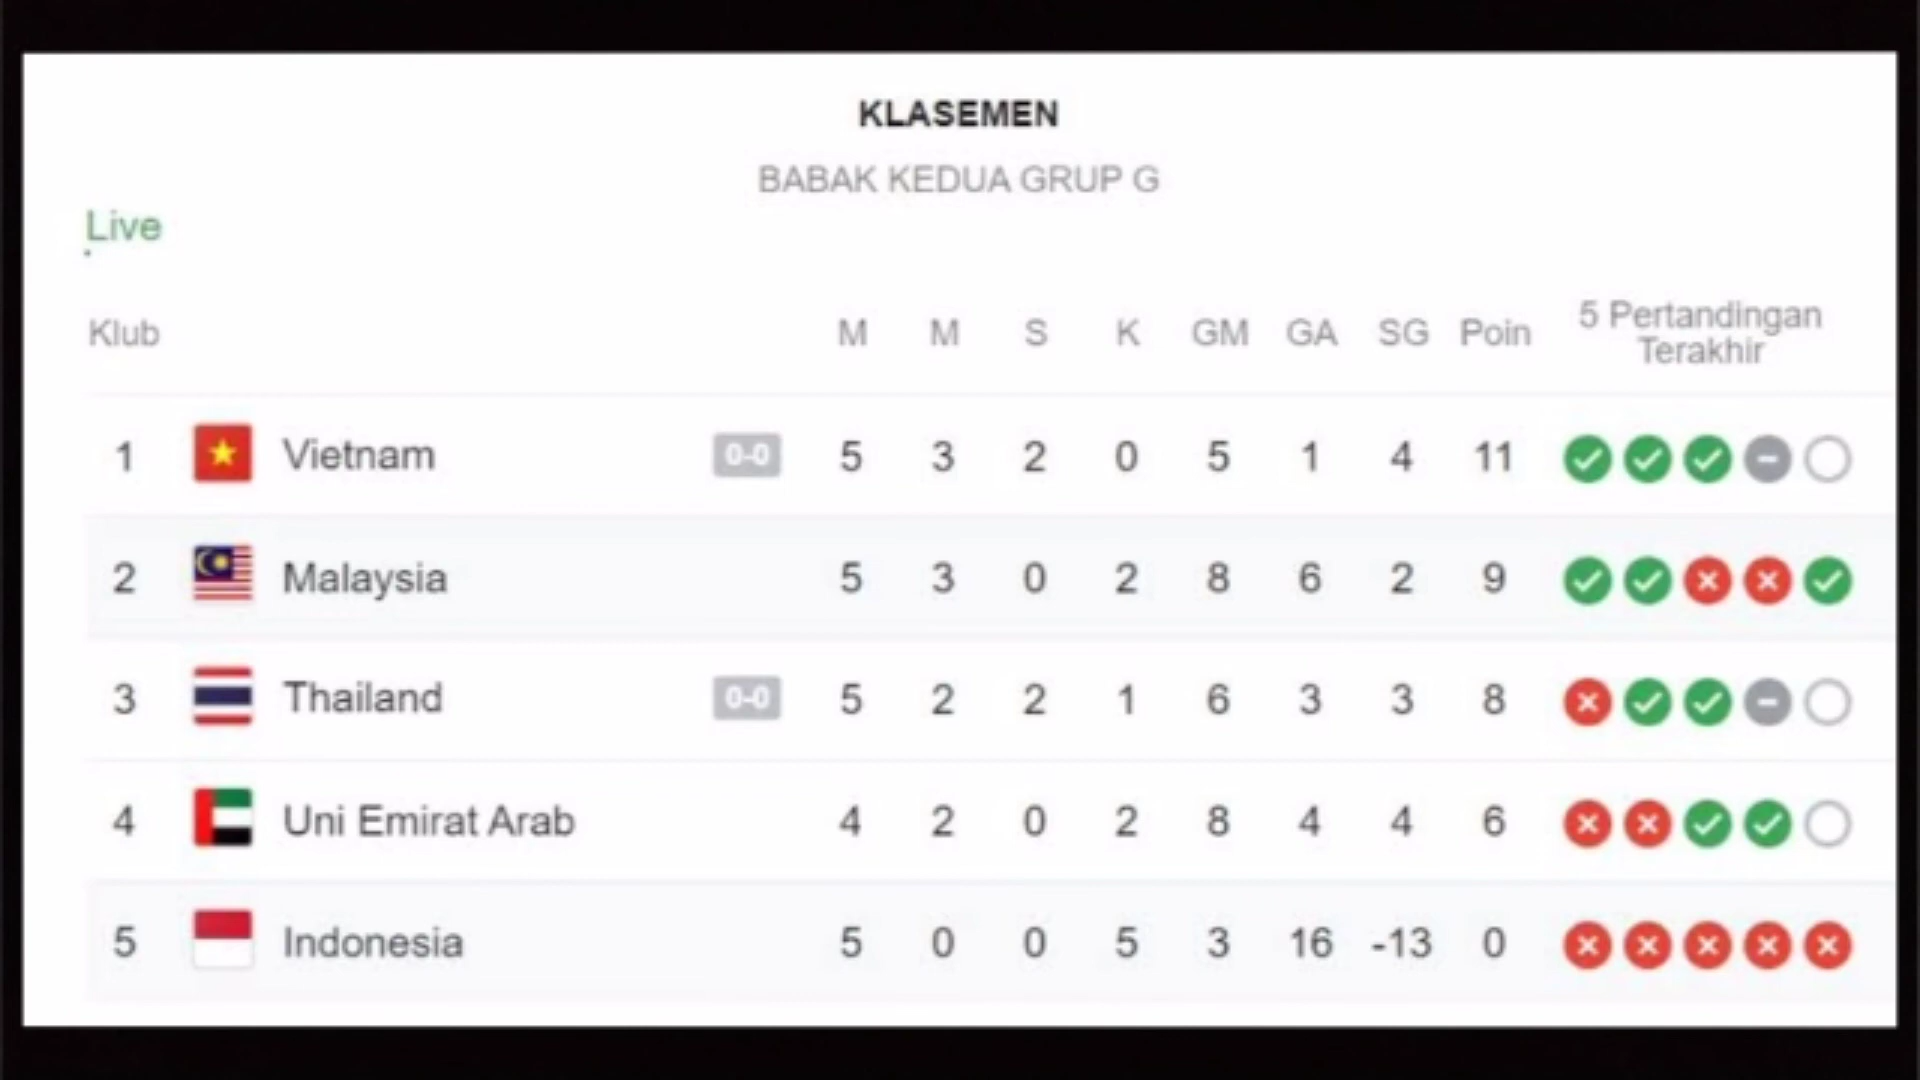 KLASEMEN
BABAK KEDUA GRUP G
Live
Klub M M S K GM GA SG Poin 5 Pertandingan
Terakhir
1 Vietnam 0-0 5 3 2 0 5 1 4 11
2 Malaysia 5 3 0 2 8 6 2 9
3 Thailand 0-0 5 2 2 1 6 3 3 8
4 Uni Emirat Arab 4 2 0 2 8 4 4 6
5 Indonesia 5 0 0 5 3 16 -13 0